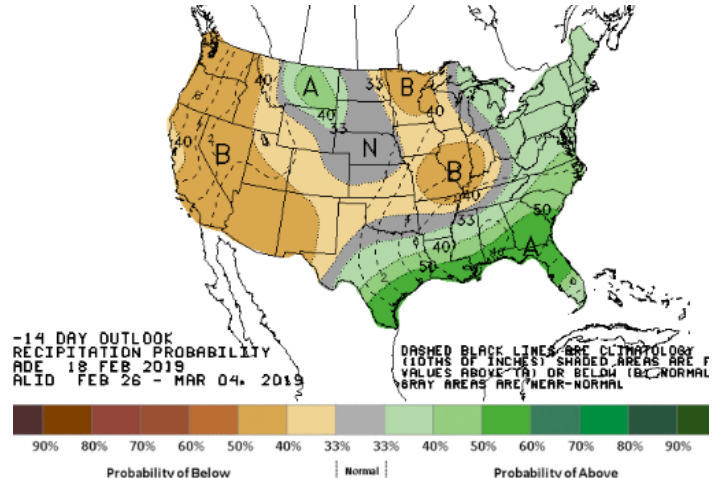 40
A
33
B
40
40
33
N
40
B
B
40
33
50
40
50
A
-14 DAY OUTLOOK
RECIPITATION PROBABILITY
ADE 18 FEB 2019
ALID FEB 26 - MAR 04, 2019
DASHED BLACK LINES ARE CLIMATOLOGY
(10THS OF INCHES) SHADED AREAS ARE F
VALUES ABOVE (A) OR BELOW (B) NORMAL
GRAY AREAS ARE NEAR-NORMAL
90% 80% 70% 60% 50% 40% 33% 33% 40% 50% 60% 70% 80% 90%
Probability of Below Normal Probability of Above